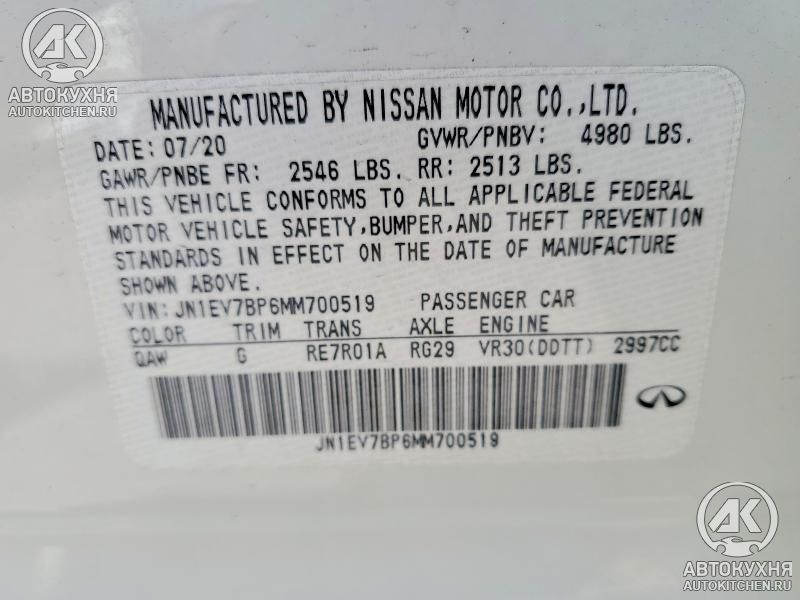 АВТОКУХНЯ
AUTOKITCHEN.RU
MANUFACTURED BY NISSAN MOTOR CO.,LTD.
DATE: 07/20 GVWR/PNBV: 4980 LBS.
GAWR/PNBE FR: 2546 LBS. RR: 2513 LBS.
THIS VEHICLE CONFORMS TO ALL APPLICABLE FEDERAL
MOTOR VEHICLE SAFETY,BUMPER,AND THEFT PREVENTION
STANDARDS IN EFFECT ON THE DATE OF MANUFACTURE
SHOWN ABOVE.
VIN: JN1EV7BP6MM700519 PASSENGER CAR
COLOR TRIM TRANS AXLE ENGINE
QAW G RE7R01A RG29 VR30(DDTT) 2997CC
JN1EV7BP6MM700519
АК
АВТОКУХНЯ
AUTOKITCHEN.RU